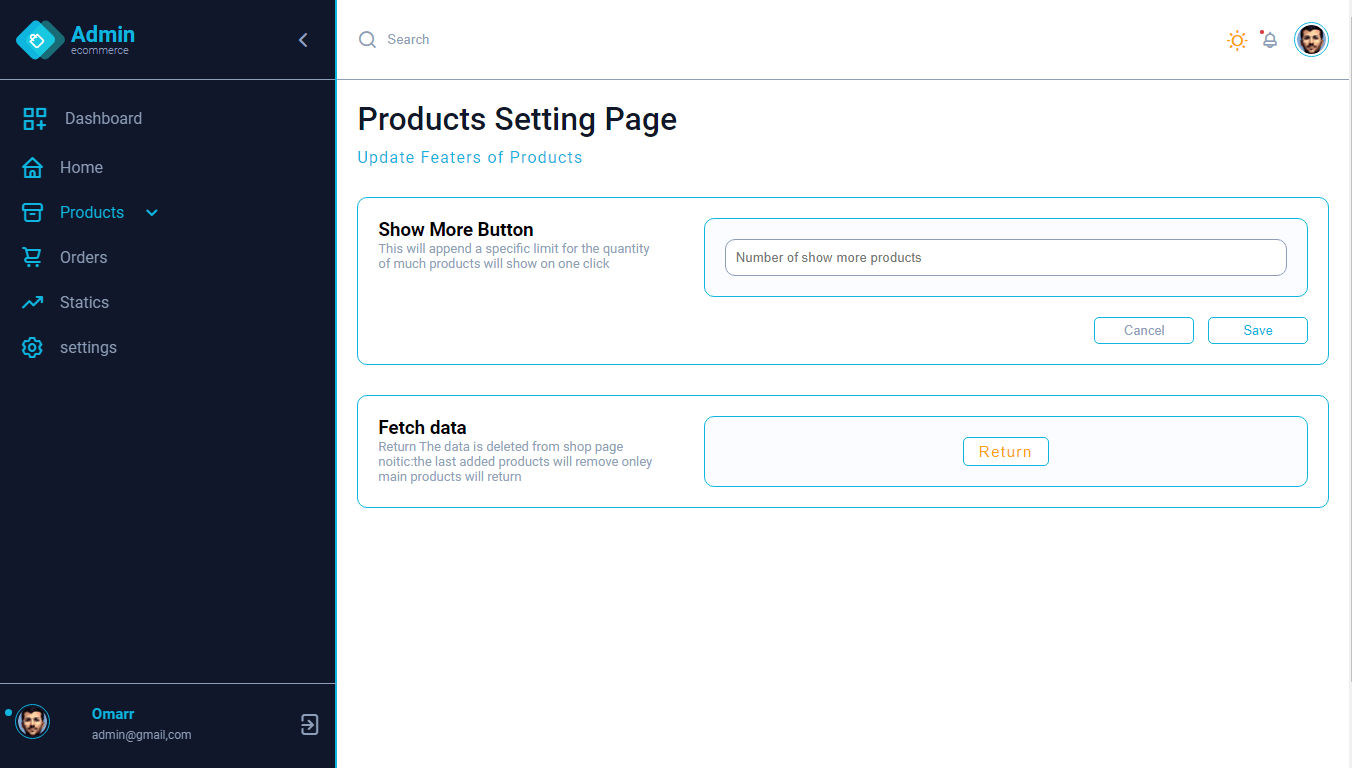 Admin
ecommerce
Search
Dashboard
Home
Products
Orders
Statics
settings
Omarr
admin@gmail,com
Products Setting Page
Update Featers of Products
Show More Button
This will append a specific limit for the quantity
of much products will show on one click
Number of show more products
Cancel
Save
Fetch data
Return The data is deleted from shop page
noitic:the last added products will remove onley
main products will return
Return